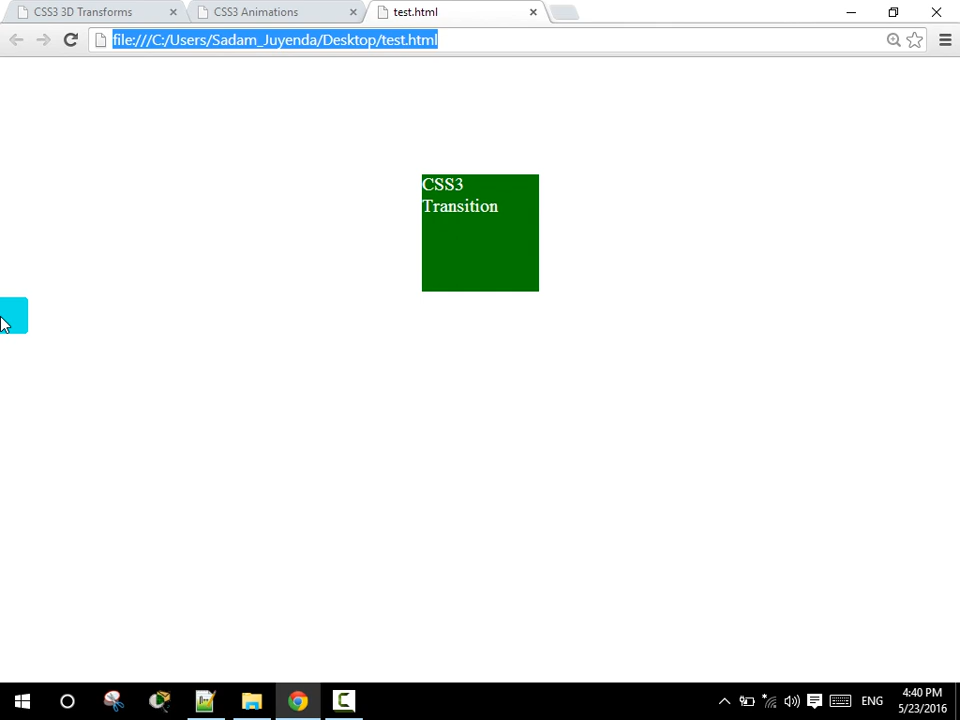 CSS3 3D Transforms
CSS3 Animations
test.html
file:///C:/Users/Sadam_Juyenda/Desktop/test.html
CSS3
Transition
ENG
4:40 PM
5/23/2016